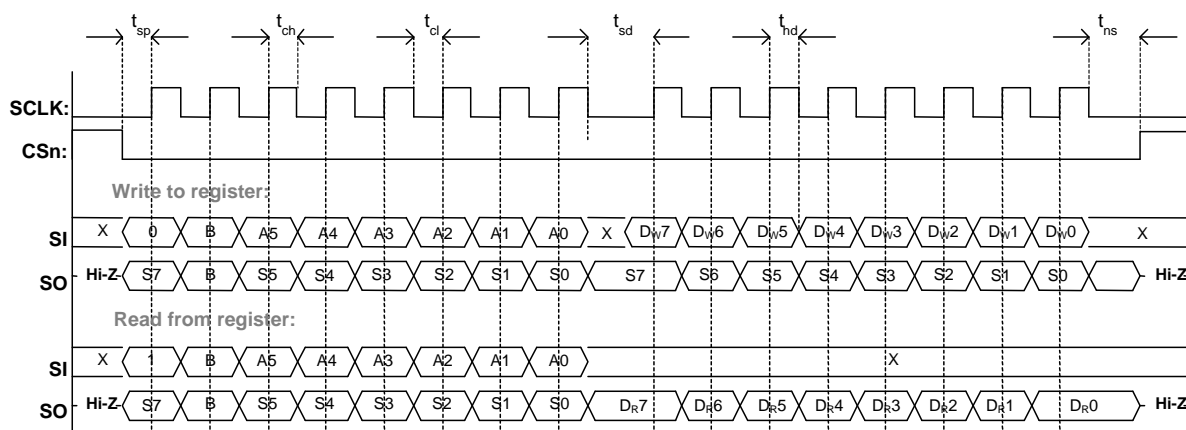 tsp tch tcl tsd thd tns
SCLK:
CSn:
Write to register:
SI X 0 B A5 A4 A3 A2 A1 A0 X DW7 DW6 DW5 DW4 DW3 DW2 DW1 DW0 X
SO Hi-Z S7 B S5 S4 S3 S2 S1 S0 S7 S6 S5 S4 S3 S2 S1 S0 Hi-Z
Read from register:
SI X 1 B A5 A4 A3 A2 A1 A0 X
SO Hi-Z S7 B S5 S4 S3 S2 S1 S0 DR7 DR6 DR5 DR4 DR3 DR2 DR1 DR0 Hi-Z